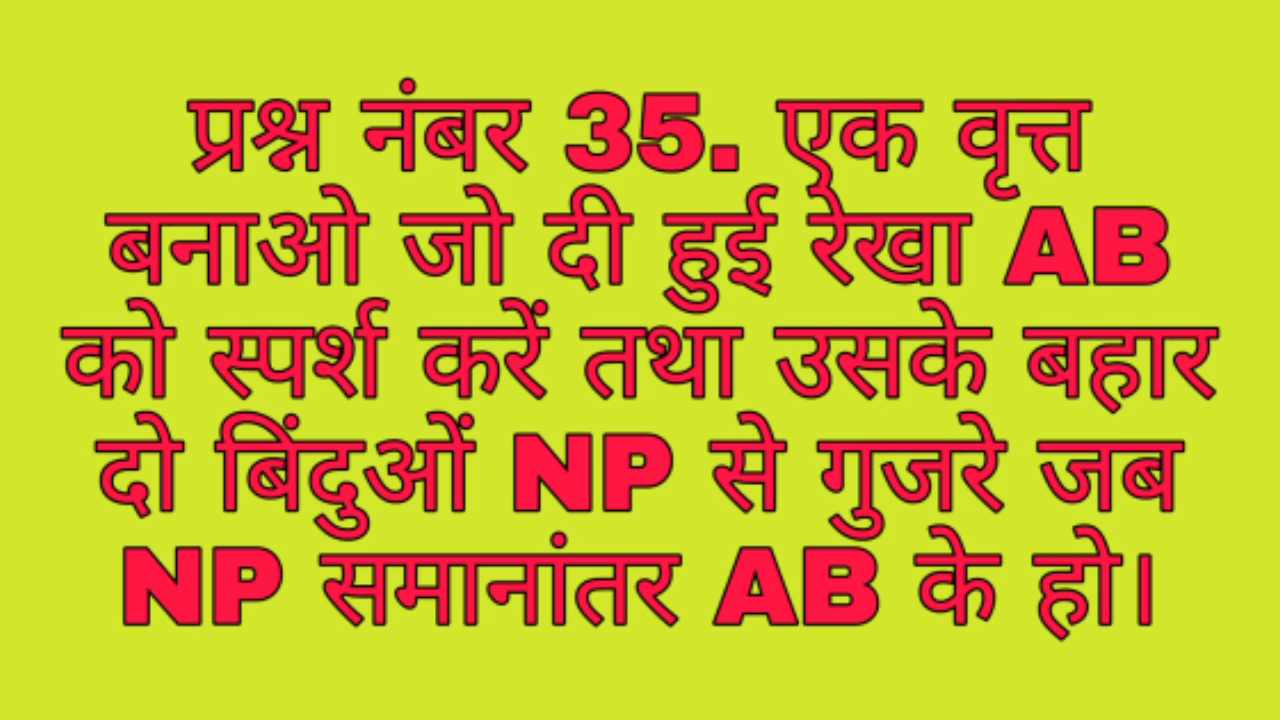 प्रश्न नंबर 35. एक वृत्त
बनाओ जो दी हुई रेखा AB
को स्पर्श करें तथा उसके बहार
दो बिंदुओं NP से गुजरे जब
NP समानांतर AB के हो।